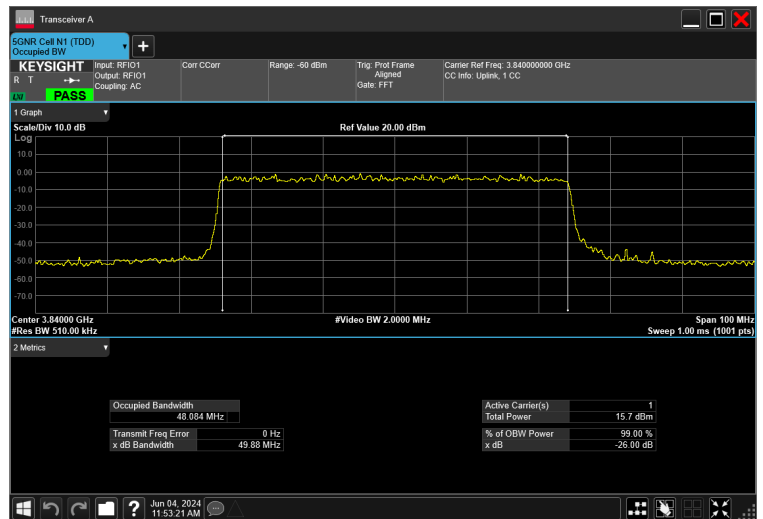 Transceiver A
5GNR Cell N1 (TDD)
Occupied BW
KEYSIGHT
R T
LXI
PASS
Input: RFIO1
Output: RFIO1
Coupling: AC
Corr CCorr
Range: -60 dBm
Trig: Prot Frame
Aligned
Gate: FFT
Carrier Ref Freq: 3.840000000 GHz
CC Info: Uplink, 1 CC
1 Graph
Scale/Div 10.0 dB
Ref Value 20.00 dBm
Log
10.0
0.00
-10.0
-20.0
-30.0
-40.0
-50.0
-60.0
-70.0
Center 3.84000 GHz
#Video BW 2.0000 MHz
Span 100 MHz
#Res BW 510.00 kHz
Sweep 1.00 ms (1001 pts)
2 Metrics
Occupied Bandwidth
48.084 MHz
Transmit Freq Error 0 Hz
x dB Bandwidth 49.88 MHz
Active Carrier(s) 1
Total Power 15.7 dBm
% of OBW Power 99.00 %
x dB -26.00 dB
?
Jun 04, 2024
11:53:21 AM